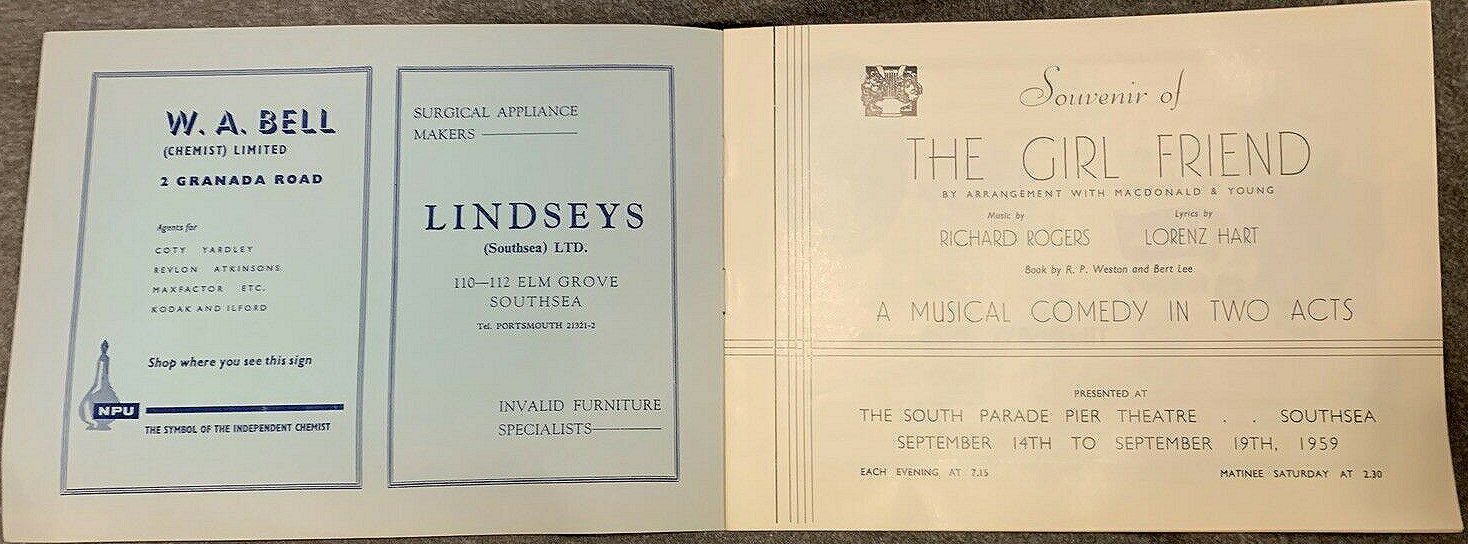 W. A. BELL
(CHEMIST) LIMITED
2 GRANADA ROAD
Agents for
COTY YARDLEY
REVLON ATKINSONS
MAXFACTOR ETC.
KODAK AND ILFORD
Shop where you see this sign
NPU
THE SYMBOL OF THE INDEPENDENT CHEMIST
SURGICAL APPLIANCE
MAKERS
LINDSEYS
(Southsea) LTD.
110—112 ELM GROVE
SOUTHSEA
Tel. PORTSMOUTH 21321-2
INVALID FURNITURE
SPECIALISTS
Souvenir of
THE GIRL FRIEND
BY ARRANGEMENT WITH MACDONALD & YOUNG
Music by Lyrics by
RICHARD ROGERS LORENZ HART
Book by R. P. Weston and Bert Lee
A MUSICAL COMEDY IN TWO ACTS
PRESENTED AT
THE SOUTH PARADE PIER THEATRE . . SOUTHSEA
SEPTEMBER 14TH TO SEPTEMBER 19TH, 1959
EACH EVENING AT 7.15 MATINEE SATURDAY AT 2.30